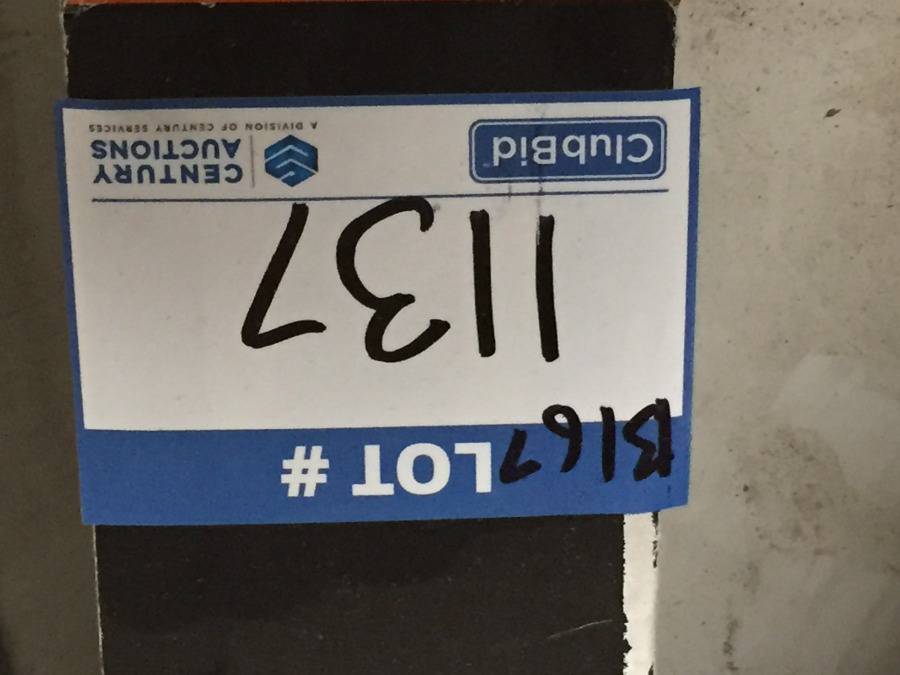 B167 LOT #
1137
ClubBid
CENTURY
AUCTIONS
A DIVISION OF CENTURY SERVICES